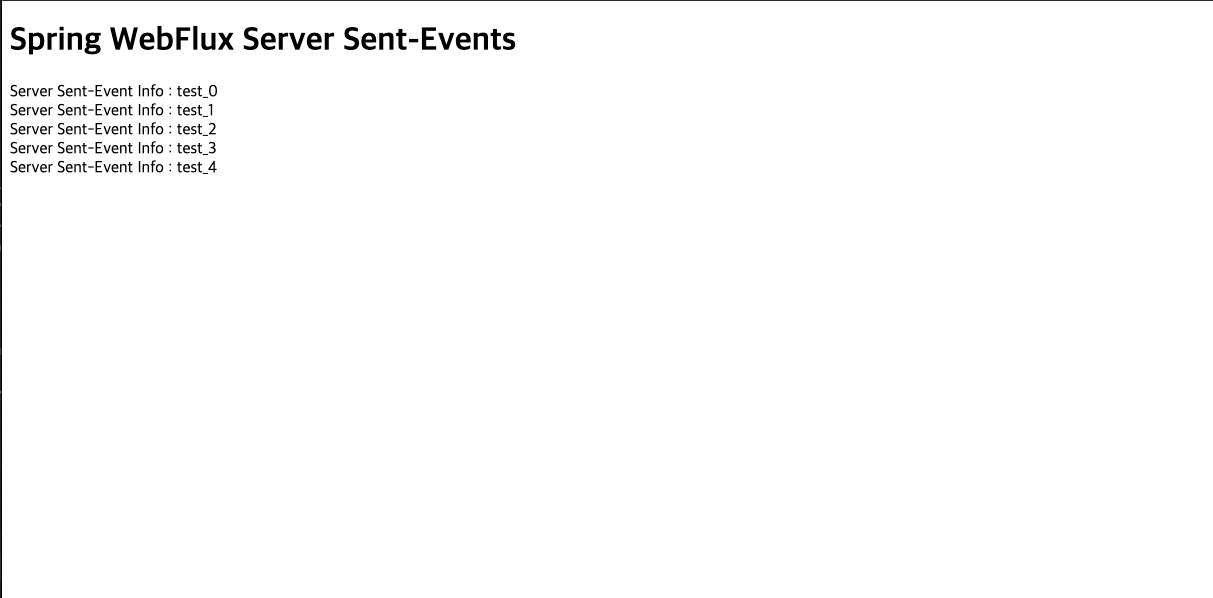 Spring WebFlux Server Sent-Events
Server Sent-Event Info : test_0
Server Sent-Event Info : test_1
Server Sent-Event Info : test_2
Server Sent-Event Info : test_3
Server Sent-Event Info : test_4